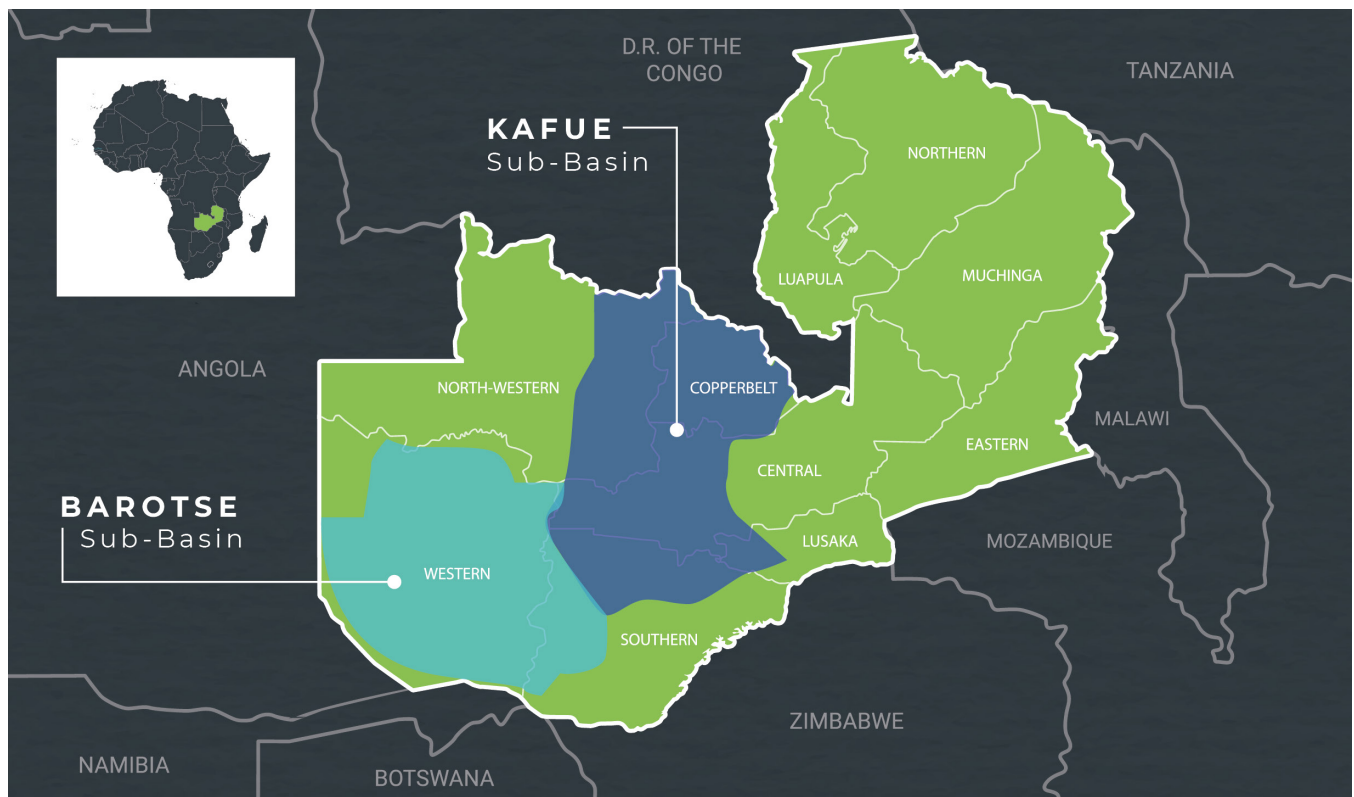 D.R. OF THE
CONGO
TANZANIA
KAFUE
Sub-Basin
NORTHERN
LUAPULA
MUCHINGA
ANGOLA
NORTH-WESTERN
COPPERBELT
MALAWI
EASTERN
CENTRAL
BAROTSE
Sub-Basin
LUSAKA
MOZAMBIQUE
WESTERN
SOUTHERN
ZIMBABWE
NAMIBIA
BOTSWANA